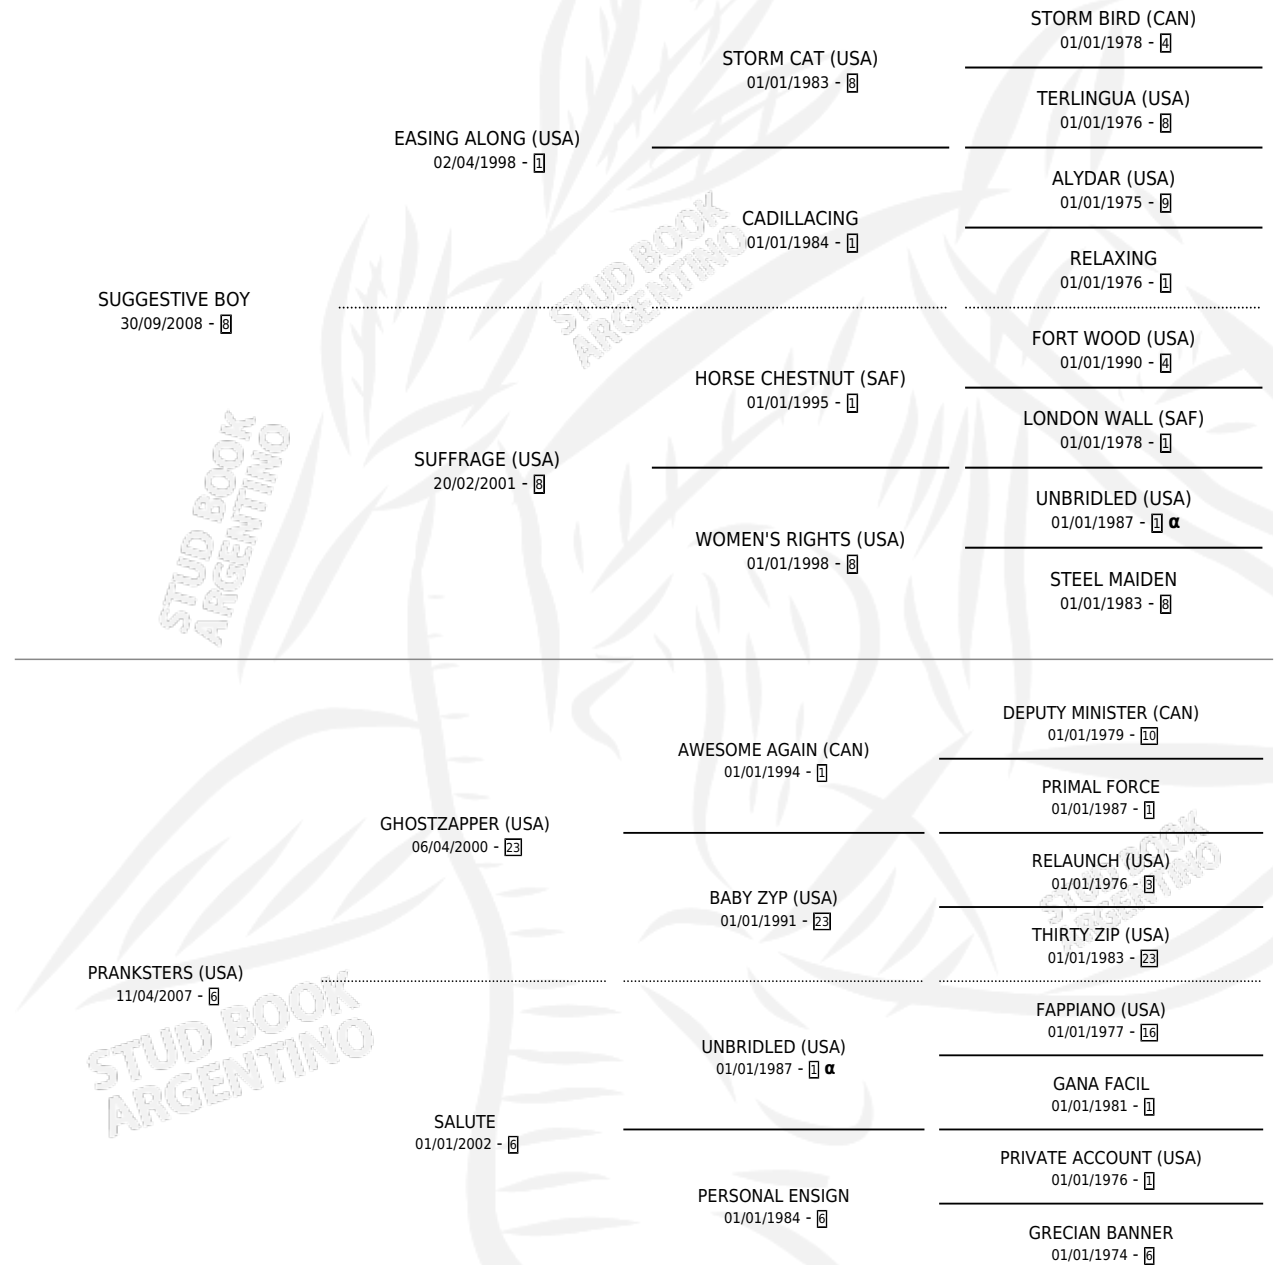 STORM BIRD (CAN)
01/01/1978 - 4
STORM CAT (USA)
01/01/1983 - 8
TERLINGUA (USA)
01/01/1976 - 8
EASING ALONG (USA)
02/04/1998 - 1
ALYDAR (USA)
01/01/1975 - 9
CADILLACING
01/01/1984 - 1
RELAXING
01/01/1976 - 1
SUGGESTIVE BOY
30/09/2008 - 8
FORT WOOD (USA)
01/01/1990 - 4
HORSE CHESTNUT (SAF)
01/01/1995 - 1
LONDON WALL (SAF)
01/01/1978 - 1
SUFFRAGE (USA)
20/02/2001 - 8
UNBRIDLED (USA)
01/01/1987 - 1 α
WOMEN'S RIGHTS (USA)
01/01/1998 - 8
STEEL MAIDEN
01/01/1983 - 8
DEPUTY MINISTER (CAN)
01/01/1979 - 10
AWESOME AGAIN (CAN)
01/01/1994 - 1
PRIMAL FORCE
01/01/1987 - 1
GHOSTZAPPER (USA)
06/04/2000 - 23
RELAUNCH (USA)
01/01/1976 - 3
BABY ZYP (USA)
01/01/1991 - 23
THIRTY ZIP (USA)
01/01/1983 - 23
PRANKSTERS (USA)
11/04/2007 - 6
FAPPIANO (USA)
01/01/1977 - 16
UNBRIDLED (USA)
01/01/1987 - 1 α
GANA FACIL
01/01/1981 - 1
SALUTE
01/01/2002 - 6
PRIVATE ACCOUNT (USA)
01/01/1976 - 1
PERSONAL ENSIGN
01/01/1984 - 6
GRECIAN BANNER
01/01/1974 - 6
STUD BOOK
ARGENTINO
STUD BOOK
ARGENTINO
STUD BOOK
ARGENTINO
STUD BOOK
ARGENTINO